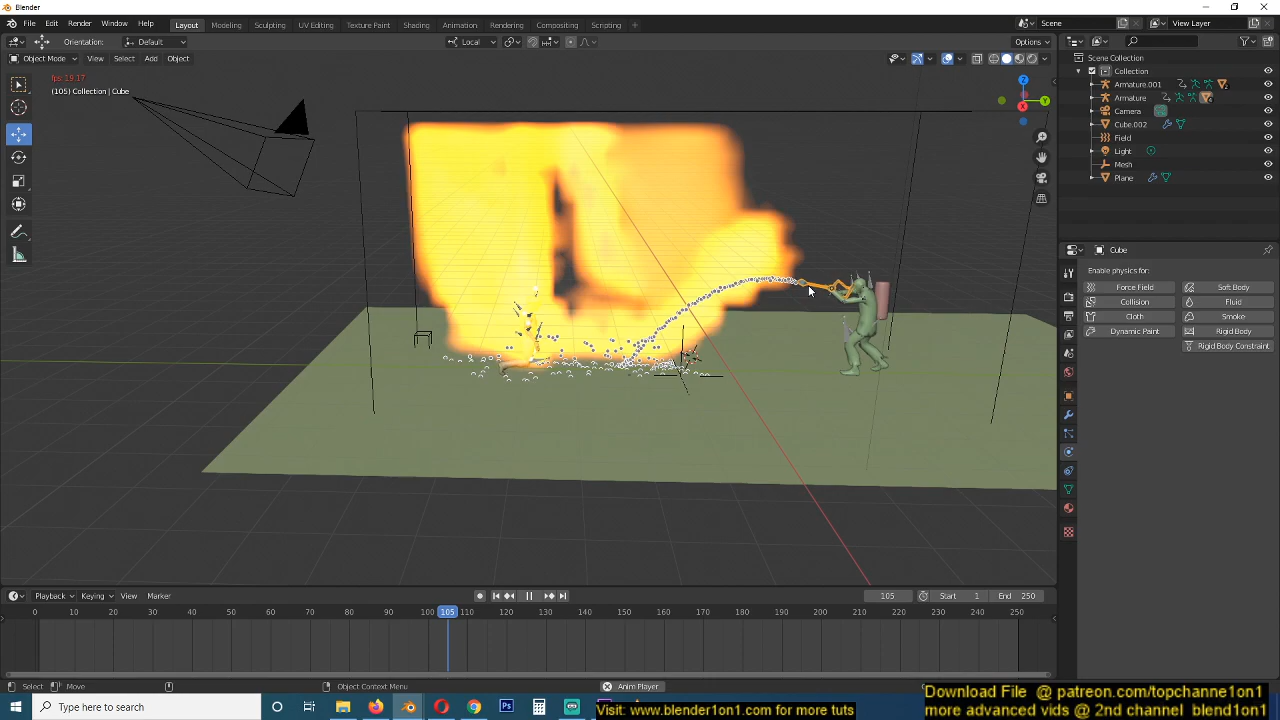 Blender
File Edit Render Window Help Layout Modeling Sculpting UV Editing Texture Paint Shading Animation Rendering Compositing Scripting + Scene View Layer
Orientation: Default Local Options
Object Mode View Select Add Object
fps: 19.17
(105) Collection | Cube
Scene Collection
Collection
Armature.001
Armature
Camera
Cube.002
Field
Light
Mesh
Plane
Cube
Enable physics for:
Force Field Soft Body
Collision Fluid
Cloth Smoke
Dynamic Paint Rigid Body
Rigid Body Constraint
Z
Y
X
Playback Keying View Marker 105 Start 1 End 250
0 10 20 30 40 50 60 70 80 90 100 105 110 120 130 140 150 160 170 180 190 200 210 220 230 240 250
Select Move Object Context Menu Anim Player
Type here to search
Visit: www.blender1on1.com for more tuts
Download File @ patreon.com/topchanne1on1
more advanced vids @ 2nd channel blend1on1